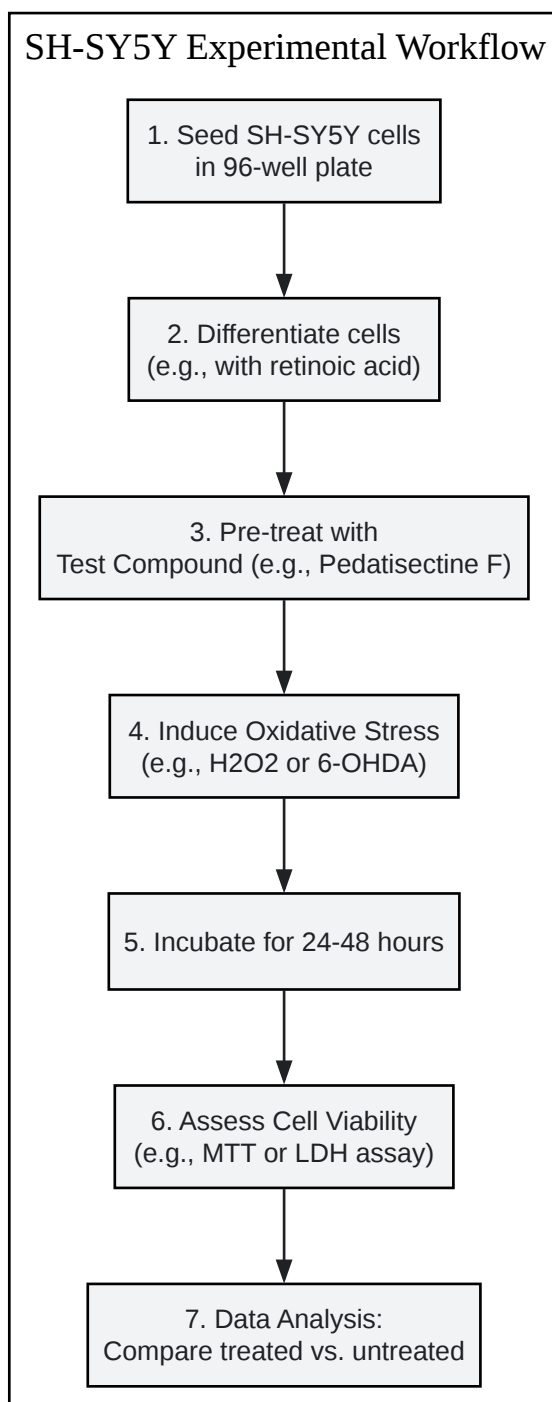 SH-SY5Y Experimental Workflow
1. Seed SH-SY5Y cells
in 96-well plate
2. Differentiate cells
(e.g., with retinoic acid)
3. Pre-treat with
Test Compound (e.g., Pedatisectine F)
4. Induce Oxidative Stress
(e.g., H2O2 or 6-OHDA)
5. Incubate for 24-48 hours
6. Assess Cell Viability
(e.g., MTT or LDH assay)
7. Data Analysis:
Compare treated vs. untreated